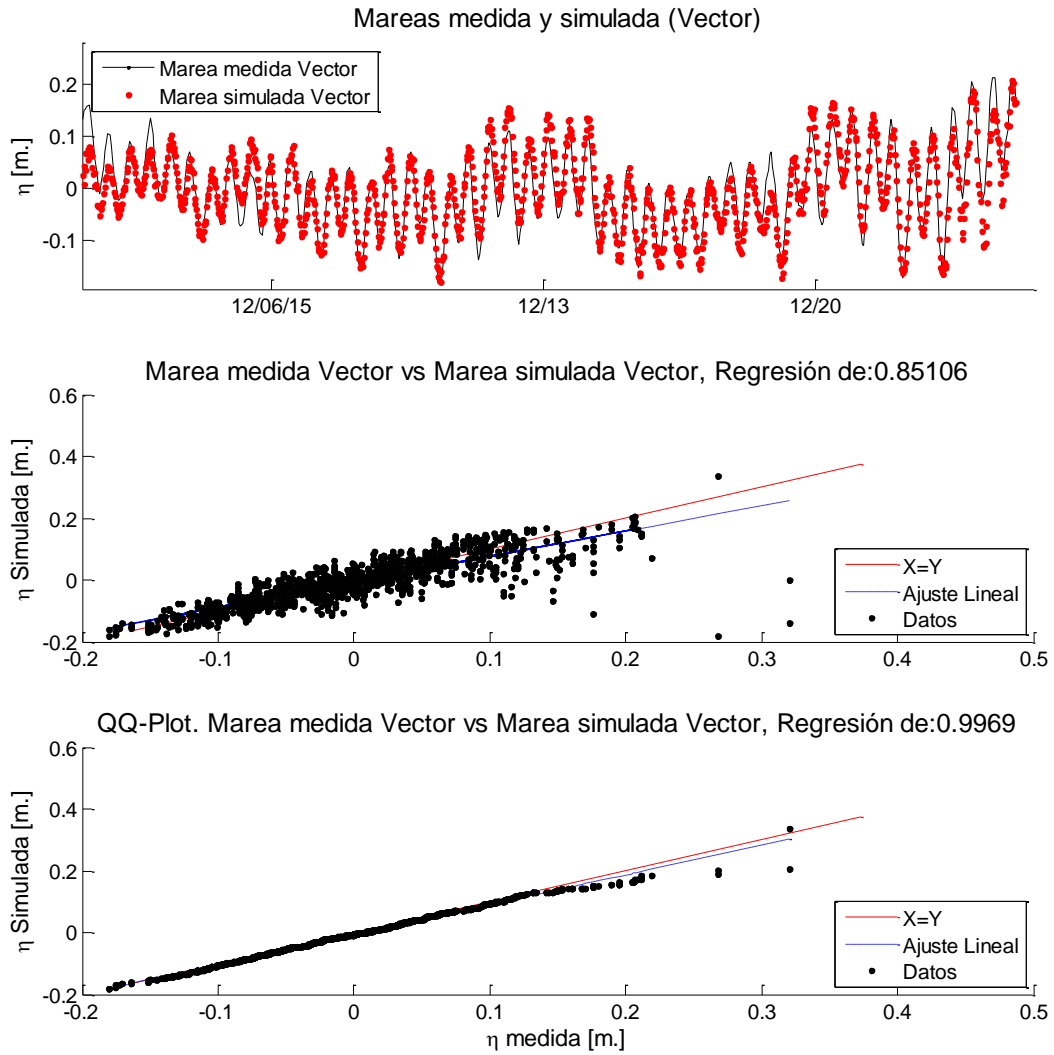 Mareas medida y simulada (Vector)
Marea medida Vector
Marea simulada Vector
η [m.]
0.2
0.1
0
-0.1
12/06/15
12/13
12/20
Marea medida Vector vs Marea simulada Vector, Regresión de:0.85106
η Simulada [m.]
0.6
0.4
0.2
0
-0.2
X=Y
Ajuste Lineal
Datos
-0.2
-0.1
0
0.1
0.2
0.3
0.4
0.5
QQ-Plot. Marea medida Vector vs Marea simulada Vector, Regresión de:0.9969
η Simulada [m.]
0.6
0.4
0.2
0
-0.2
X=Y
Ajuste Lineal
Datos
-0.2
-0.1
0
0.1
0.2
0.3
0.4
0.5
η medida [m.]